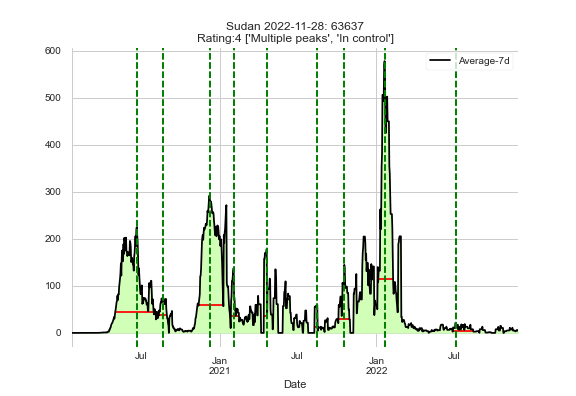 Sudan 2022-11-28: 63637
Rating:4 ['Multiple peaks', 'In control']
Average-7d
600
500
400
300
200
100
0
Jul
Jan
2021
Jul
Jan
2022
Jul
Date